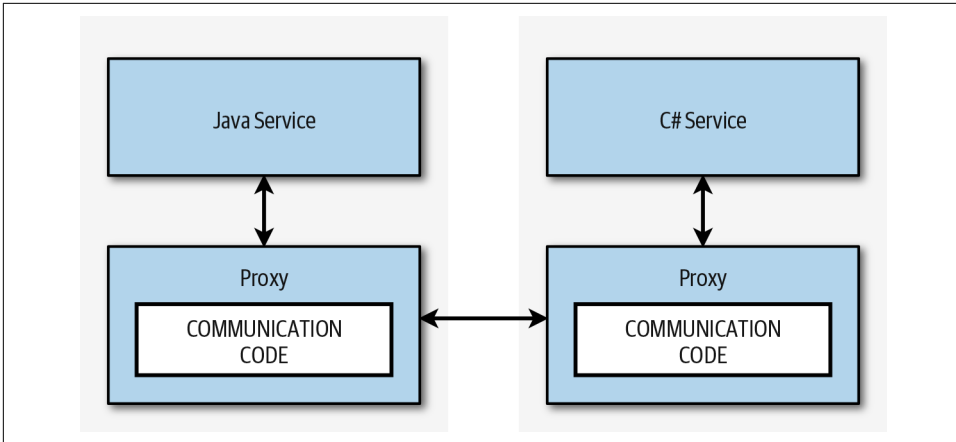 Java Service
C# Service
Proxy
COMMUNICATION
CODE
Proxy
COMMUNICATION
CODE